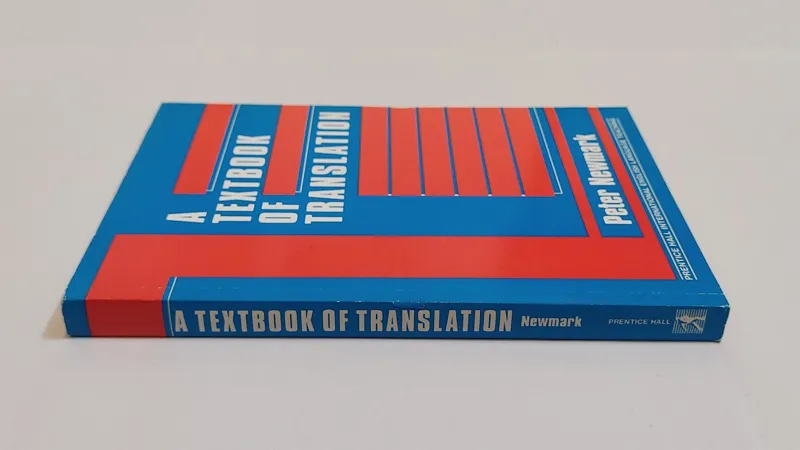 A
TEXTBOOK
OF
TRANSLATION
Peter Newmark
PRENTICE HALL INTERNATIONAL ENGLISH LANGUAGE TEACHING
A TEXTBOOK OF TRANSLATION Newmark PRENTICE HALL